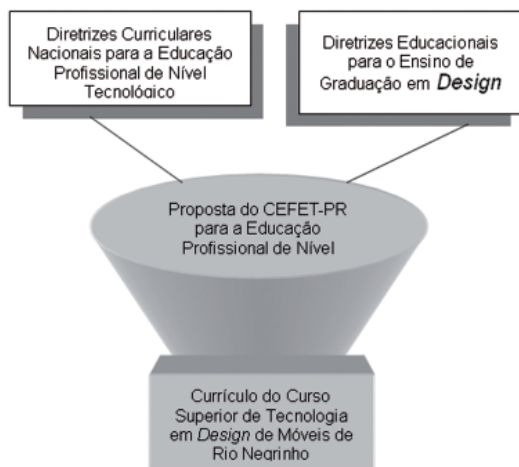 Diretrizes Curriculares
Nacionais para a Educação
Profissional de Nível
Tecnológico
Diretrizes Educacionais
para o Ensino de
Graduação em Design
Proposta do CEFET-PR
para a Educação
Profissional de Nível
Currículo do Curso
Superior de Tecnologia
em Design de Móveis de
Rio Negrinho